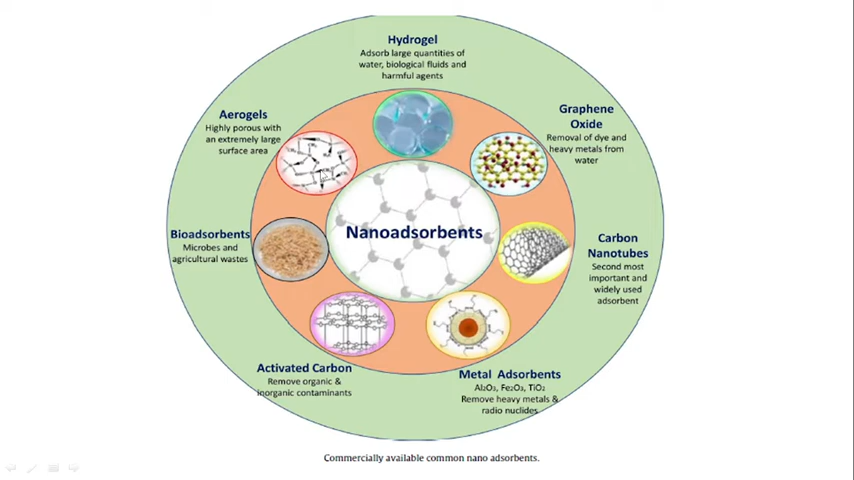 Hydrogel
Adsorb large quantities of
water, biological fluids and
harmful agents
Graphene
Oxide
Removal of dye and
heavy metals from
water
Carbon
Nanotubes
Second most
important and
widely used
adsorbent
Metal Adsorbents
Al2O3, Fe2O3, TiO2
Remove heavy metals &
radio nuclides
Activated Carbon
Remove organic &
inorganic contaminants
Bioadsorbents
Microbes and
agricultural wastes
Aerogels
Highly porous with
an extremely large
surface area
Nanoadsorbents
Commercially available common nano adsorbents.